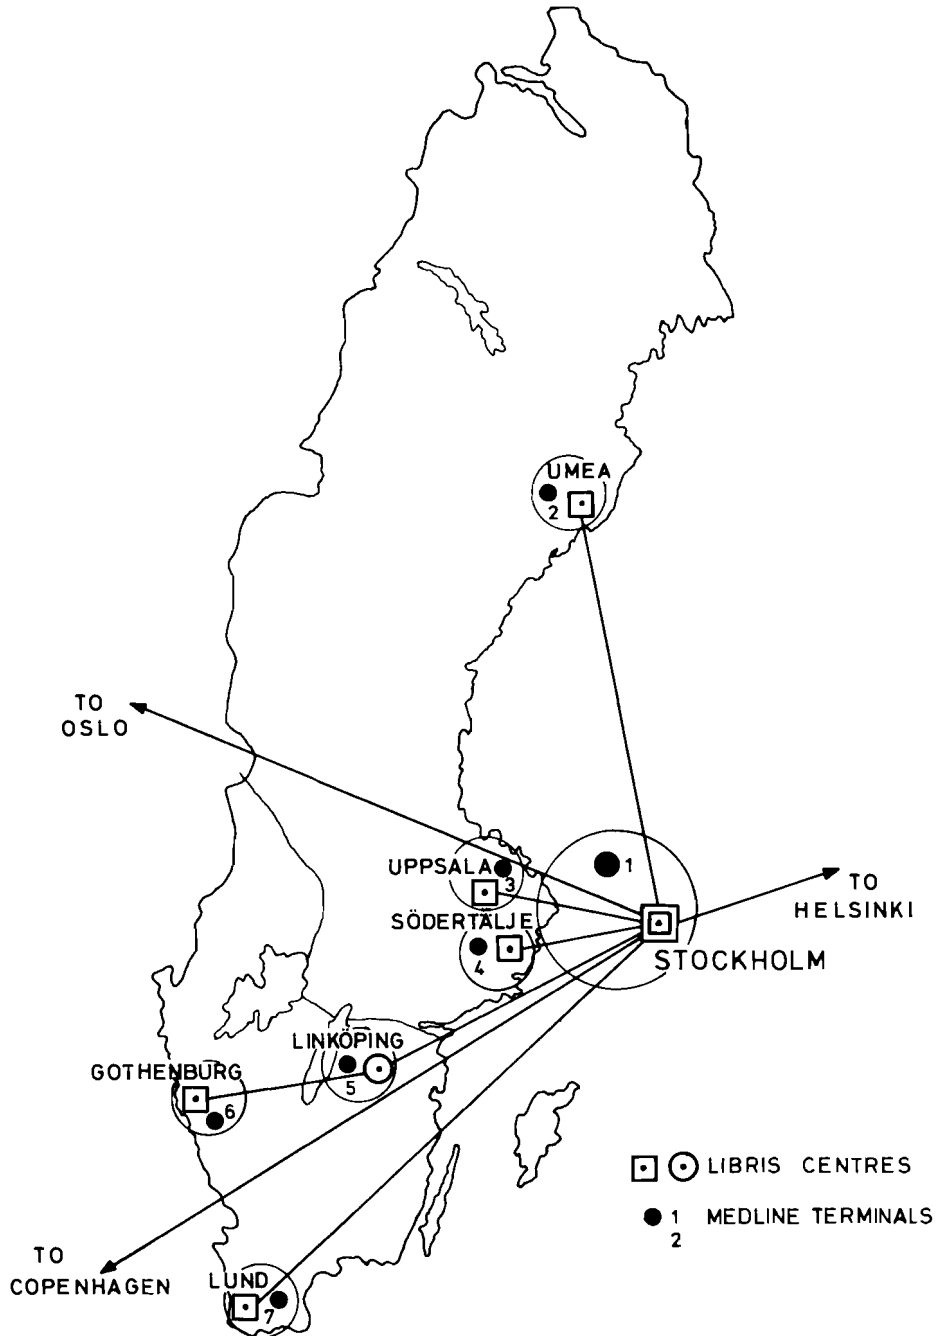 UMEA
2
TO
OSLO
1
UPPSALA
3
TO
HELSINKI
SÖDERTÄLJE
4
STOCKHOLM
LINKÖPING
5
GOTHENBURG
6
LIBRIS CENTRES
1 MEDLINE TERMINALS
2
TO
COPENHAGEN
LUND
7